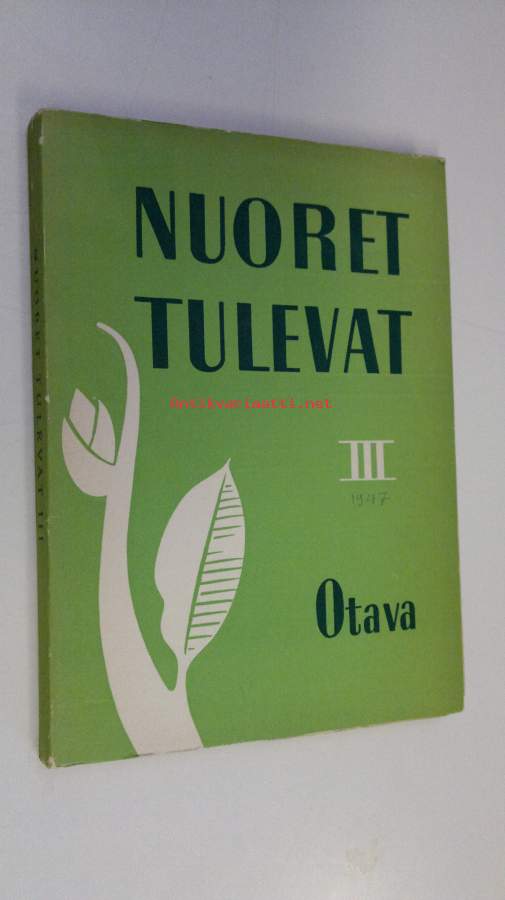 NUORET
TULEVAT
Antikvariaatti.net
III
1947
Otava
NUORET TULEVAT III